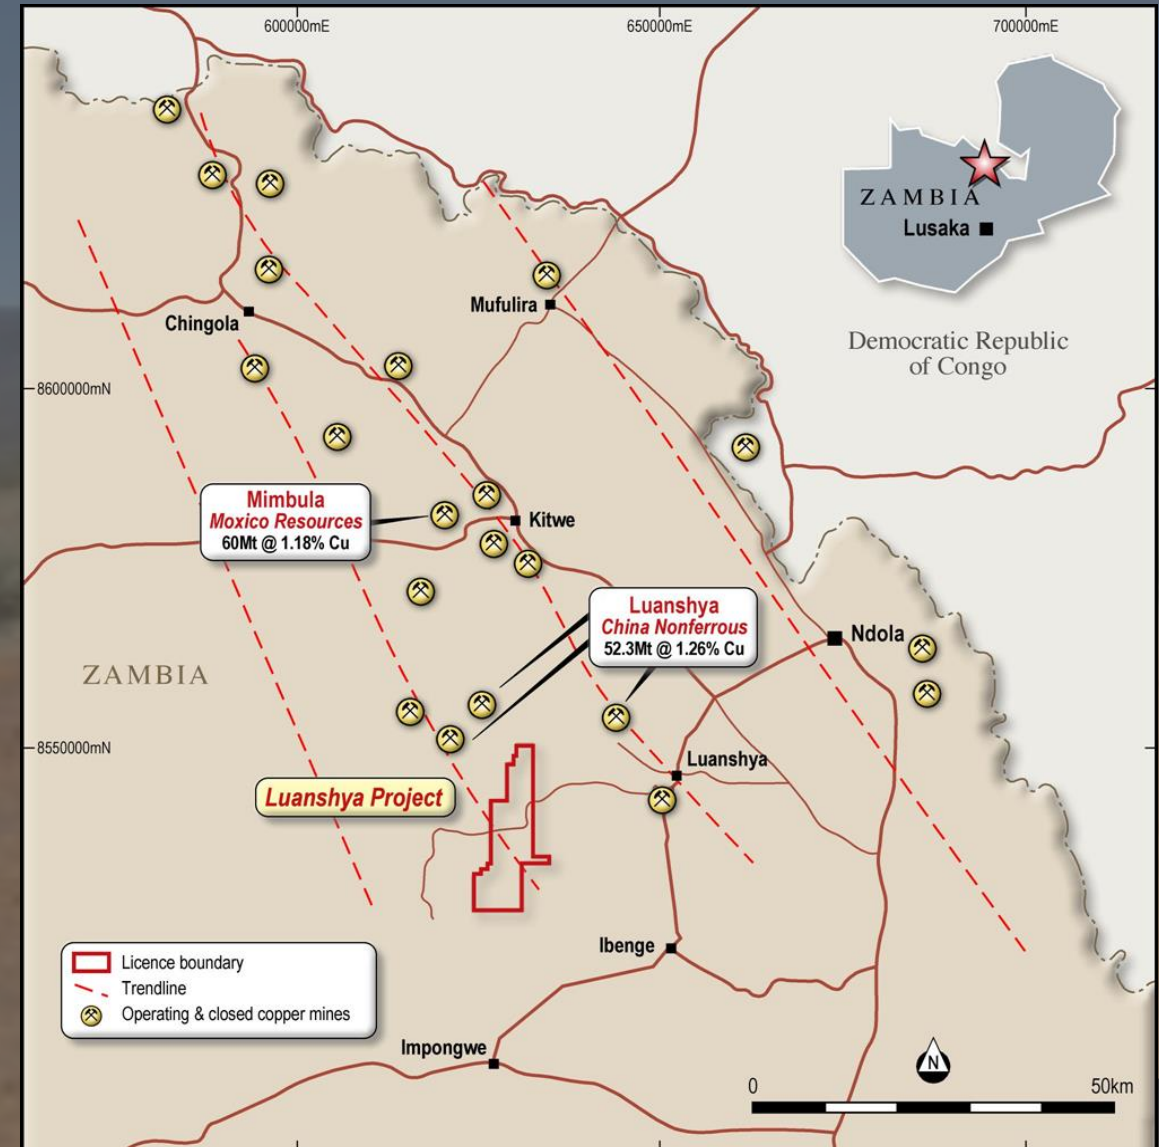 600000mE
650000mE
700000mE
ZAMBIA
Lusaka
Mufulira
Chingola
Democratic Republic
of Congo
8600000mN
Mimbula
Moxico Resources
60Mt @ 1.18% Cu
Kitwe
Luanshya
China Nonferrous
52.3Mt @ 1.26% Cu
Ndola
ZAMBIA
8550000mN
Luanshya
Luanshya Project
Ibenge
Licence boundary
Trendline
Operating & closed copper mines
Impongwe
N
0
50km